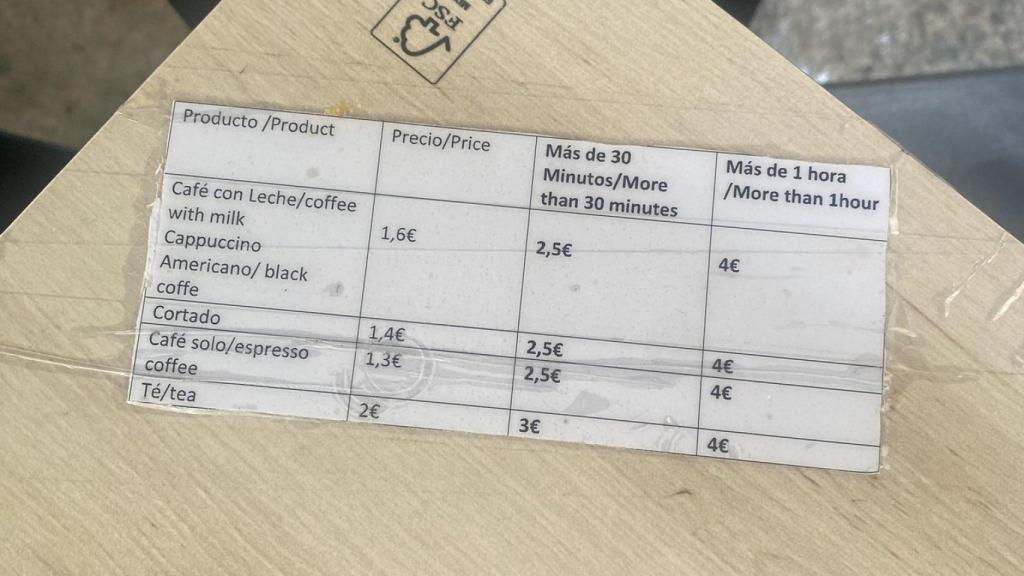 FSC
Producto /Product
Precio/Price
Más de 30
Minutos/More
than 30 minutes
Más de 1 hora
/More than 1hour
Café con Leche/coffee
with milk
Cappuccino
Americano/ black
coffe
1,6€
2,5€
4€
Cortado
1,4€
2,5€
4€
Café solo/espresso
coffee
1,3€
2,5€
4€
Té/tea
2€
3€
4€